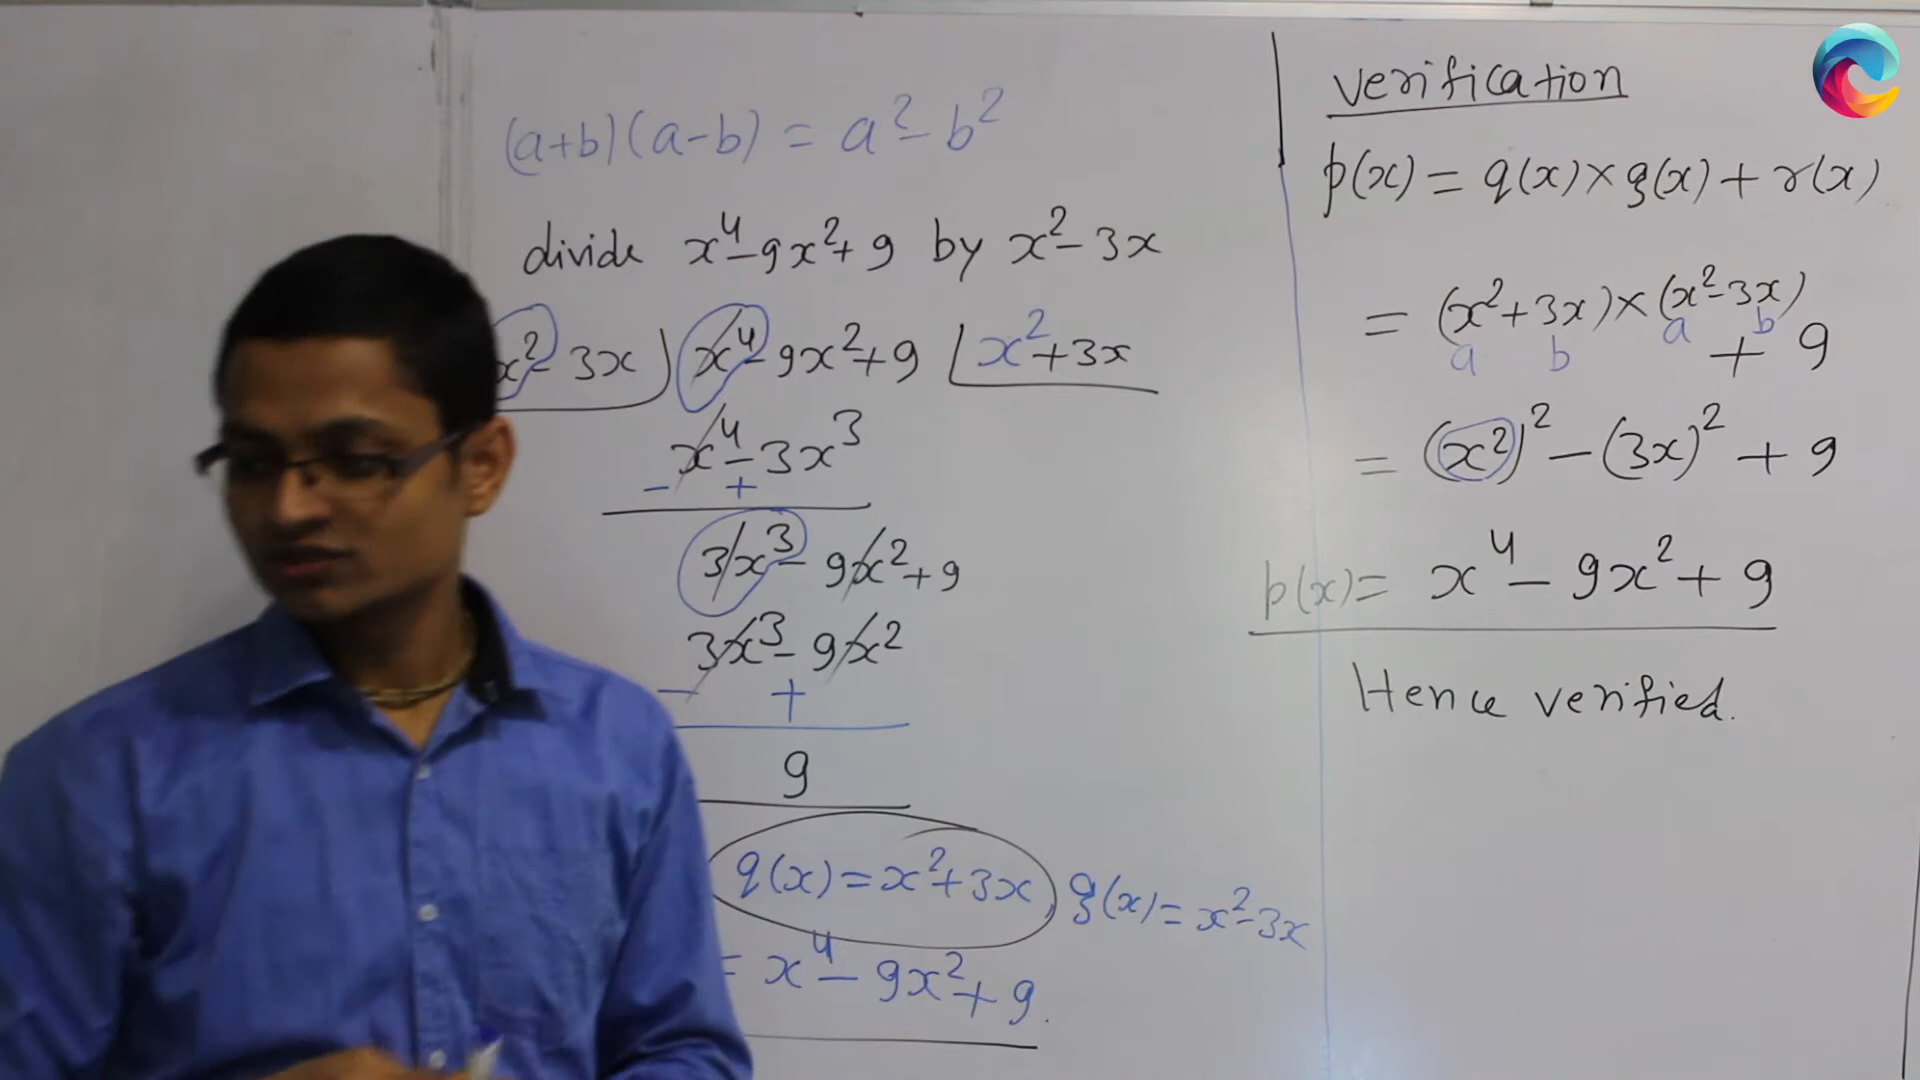 (a+b)(a-b) = a²-b²
divide x⁴-9x²+9 by x²-3x
x²-3x ) x⁴-9x²+9 | x²+3x
x⁴-3x³
- +
3x³-9x²+9
3x³-9x²
- +
9
q(x)=x²+3x g(x)=x²-3x
= x⁴-9x²+9.
verification
p(x) = q(x)×g(x)+r(x)
= (x²+3x)×(x²-3x)
a b a b + 9
= (x²)²-(3x)²+9
p(x)= x⁴-9x²+9
Hence verified.